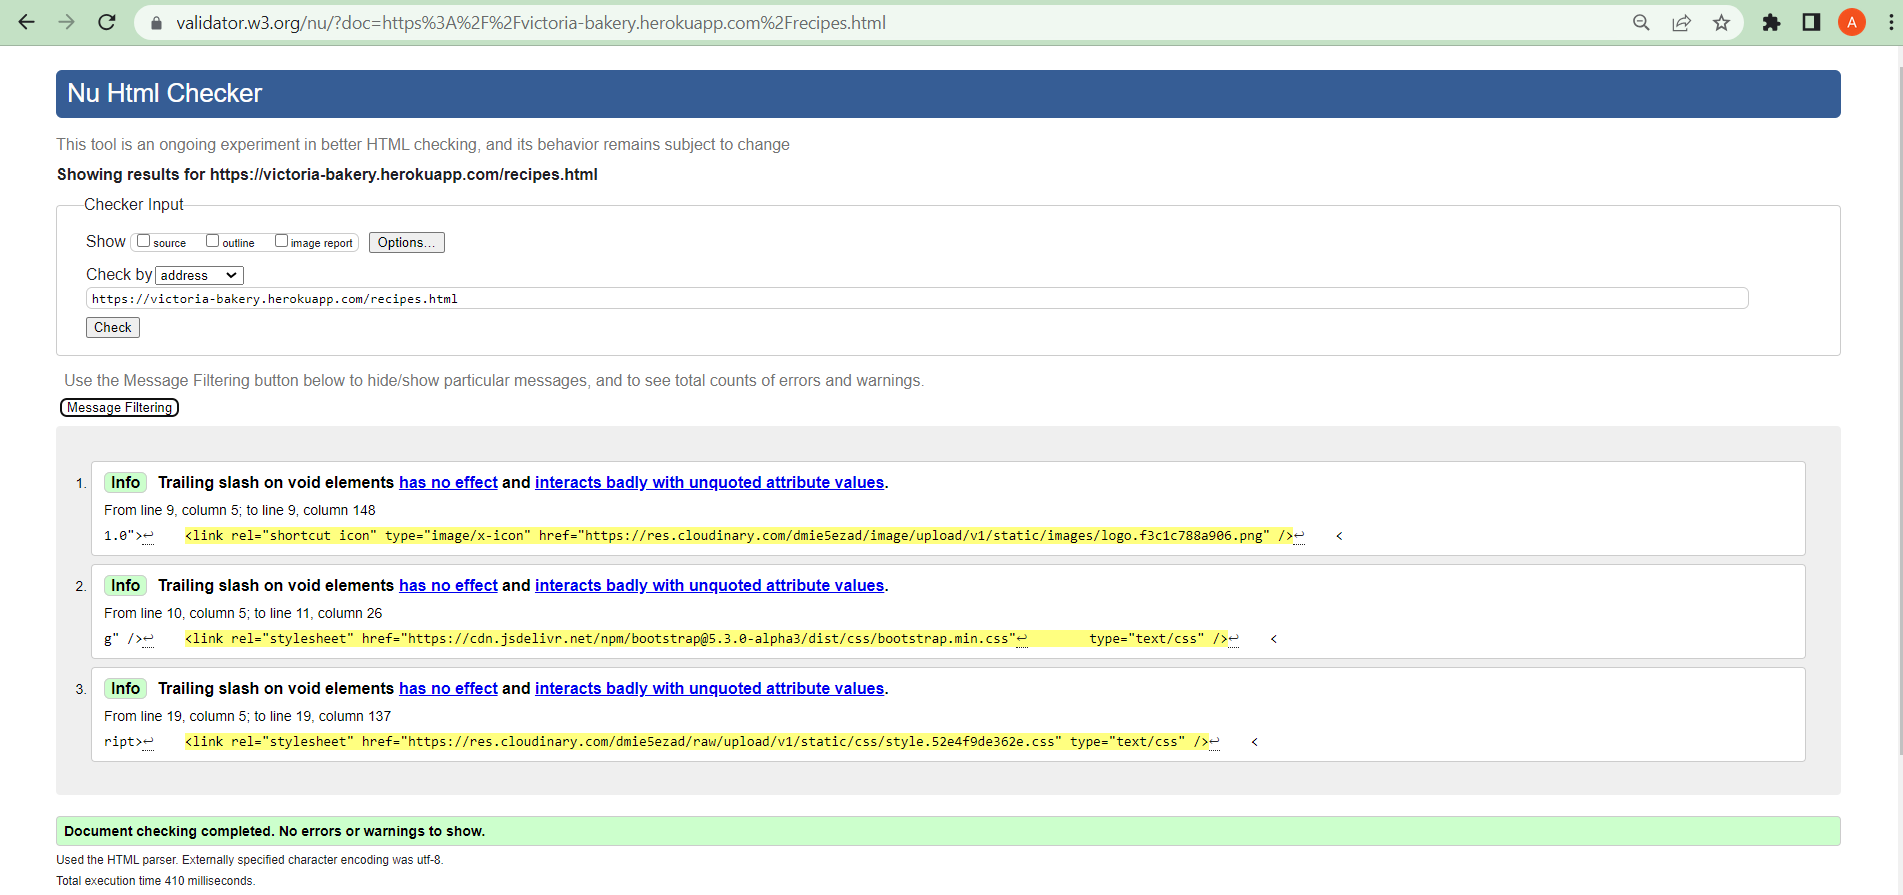 validator.w3.org/nu/?doc=https%3A%2F%2Fvictoria-bakery.herokuapp.com%2Frecipes.html
A
Nu Html Checker
This tool is an ongoing experiment in better HTML checking, and its behavior remains subject to change
Showing results for https://victoria-bakery.herokuapp.com/recipes.html
Checker Input
Show source outline image report Options...
Check by address
https://victoria-bakery.herokuapp.com/recipes.html
Check
Use the Message Filtering button below to hide/show particular messages, and to see total counts of errors and warnings.
Message Filtering
1. Info Trailing slash on void elements has no effect and interacts badly with unquoted attribute values.
From line 9, column 5; to line 9, column 148
1.0">↩ <link rel="shortcut icon" type="image/x-icon" href="https://res.cloudinary.com/dmie5ezad/image/upload/v1/static/images/logo.f3c1c788a906.png" />↩ <
2. Info Trailing slash on void elements has no effect and interacts badly with unquoted attribute values.
From line 10, column 5; to line 11, column 26
g" />↩ <link rel="stylesheet" href="https://cdn.jsdelivr.net/npm/bootstrap@5.3.0-alpha3/dist/css/bootstrap.min.css"↩ type="text/css" />↩ <
3. Info Trailing slash on void elements has no effect and interacts badly with unquoted attribute values.
From line 19, column 5; to line 19, column 137
ript>↩ <link rel="stylesheet" href="https://res.cloudinary.com/dmie5ezad/raw/upload/v1/static/css/style.52e4f9de362e.css" type="text/css" />↩ <
Document checking completed. No errors or warnings to show.
Used the HTML parser. Externally specified character encoding was utf-8.
Total execution time 410 milliseconds.